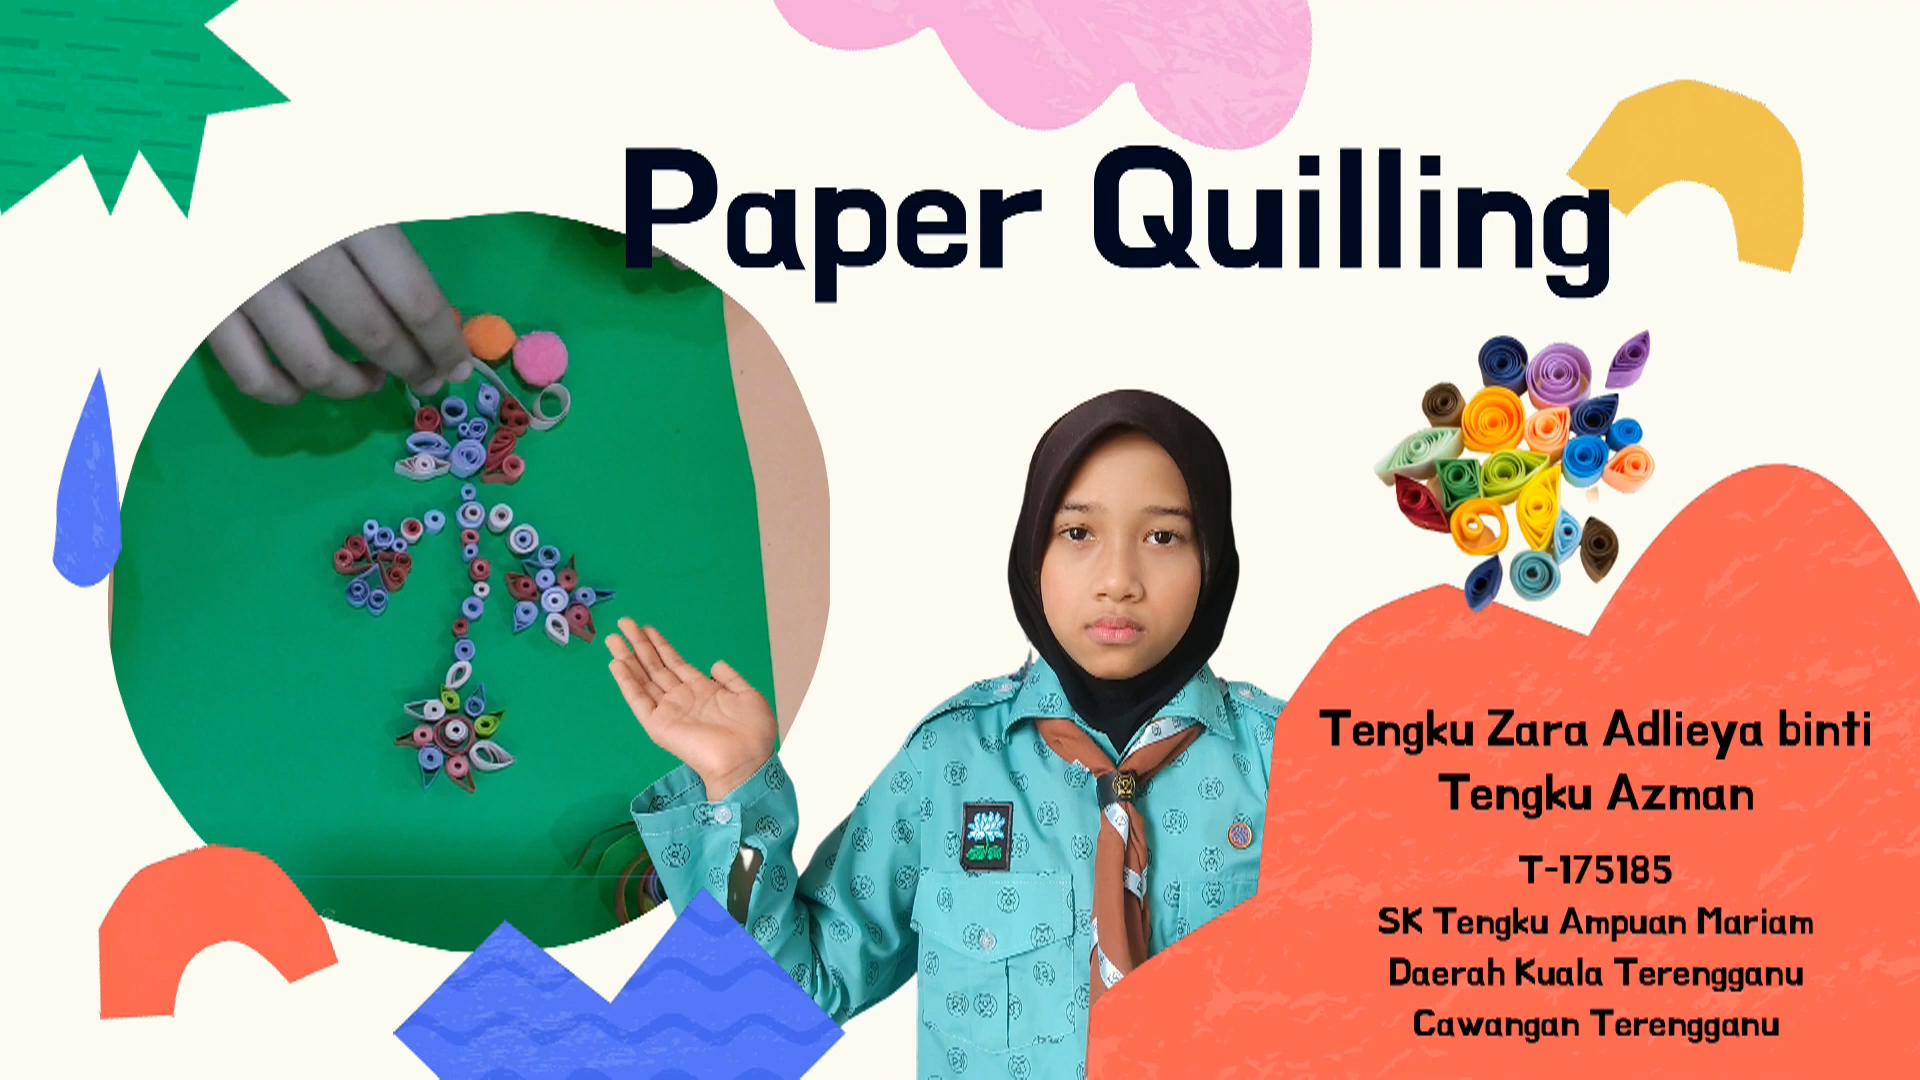 Paper Quilling
Tengku Zara Adlieya binti
Tengku Azman
T-175185
SK Tengku Ampuan Mariam
Daerah Kuala Terengganu
Cawangan Terengganu